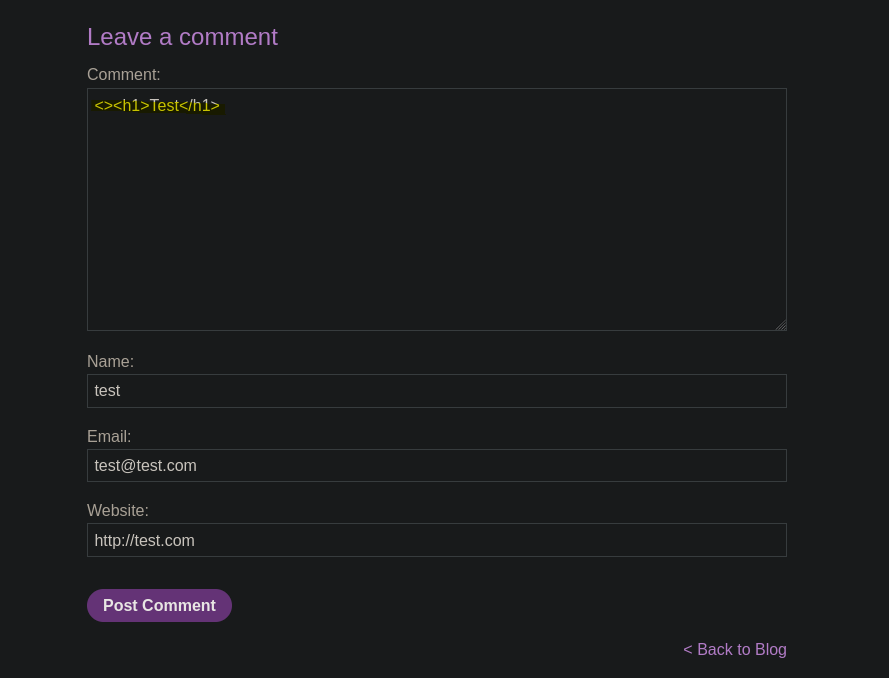 Leave a comment
Comment:
<><h1>Test</h1>
Name:
test
Email:
test@test.com
Website:
http://test.com
Post Comment
< Back to Blog